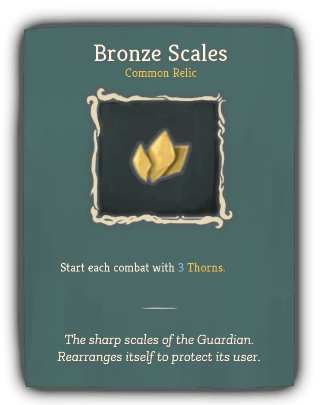 Bronze Scales
Common Relic
Start each combat with 3 Thorns.
The sharp scales of the Guardian.
Rearranges itself to protect its user.